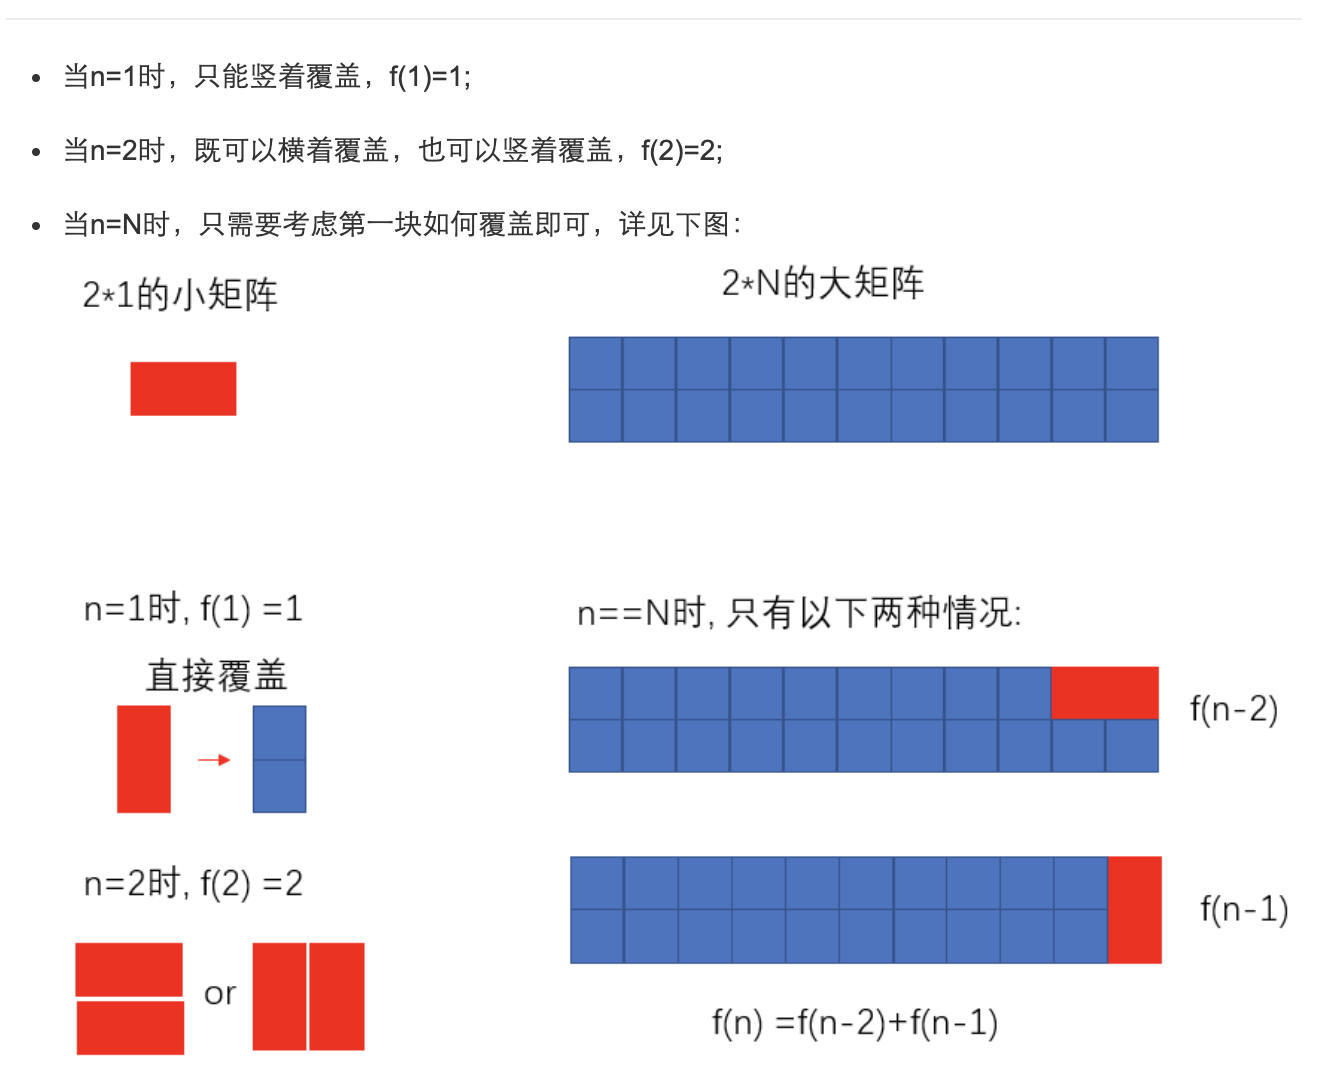 当n=1时，只能竖着覆盖，f(1)=1;
当n=2时，既可以横着覆盖，也可以竖着覆盖，f(2)=2;
当n=N时，只需要考虑第一块如何覆盖即可，详见下图：
2*1的小矩阵
2*N的大矩阵
n=1时, f(1) =1
直接覆盖
n=2时, f(2) =2
or
n==N时, 只有以下两种情况:
f(n-2)
f(n-1)
f(n) =f(n-2)+f(n-1)